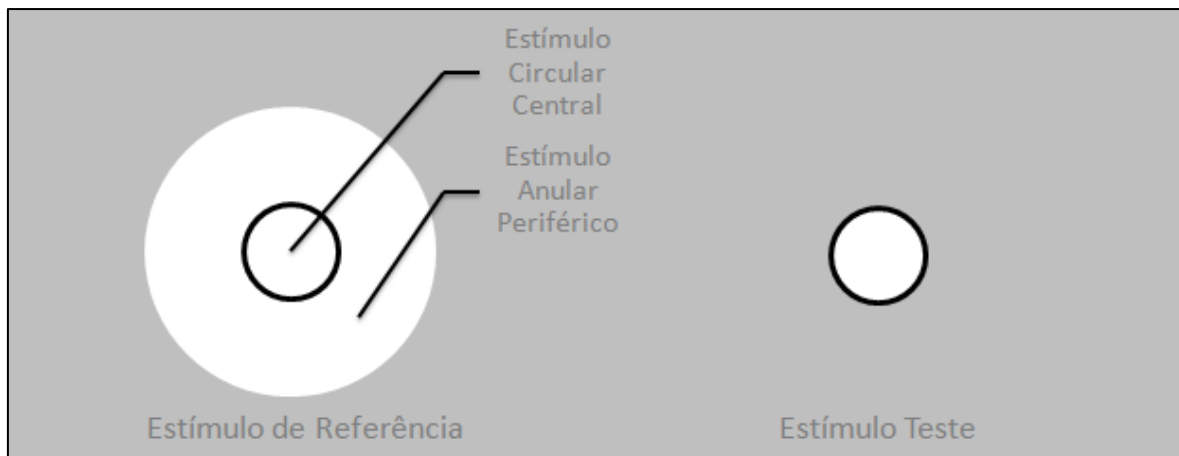 Estímulo
Circular
Central
Estímulo
Anular
Periférico
Estímulo de Referência
Estímulo Teste